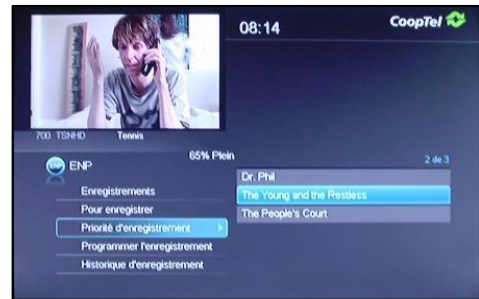 08:14
CoopTel
700 TSNHD Tennis
ENP
65% Plein
2 de 3
Enregistrements
Pour enregistrer
Priorité d'enregistrement
Programmer l'enregistrement
Historique d'enregistrement
Dr. Phil
The Young and the Restless
The People's Court